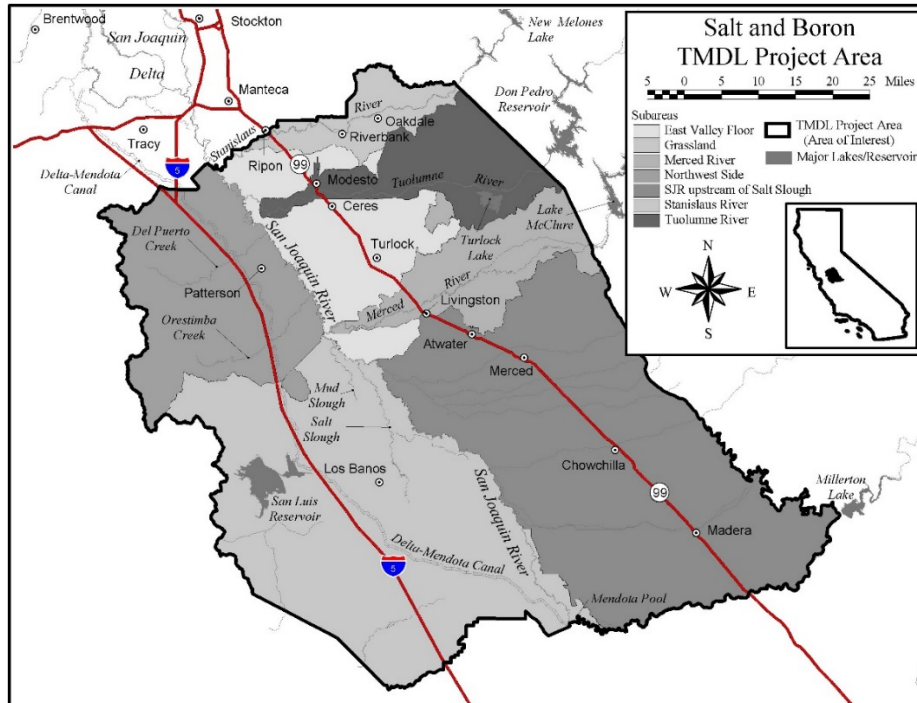 Salt and Boron
TMDL Project Area
5 0 5 10 15 20 25 Miles
Subareas
East Valley Floor
Grassland
Merced River
Northwest Side
SJR upstream of Salt Slough
Stanislaus River
Tuolumne River
TMDL Project Area
(Area of Interest)
Major Lakes/Reservoir
N
W E
S
Brentwood
Stockton
San Joaquin
Delta
New Melones
Lake
Manteca
Don Pedro
Reservoir
Tracy
Stanislaus
River
Oakdale
Riverbank
Delta-Mendota
Canal
5
Ripon
99
Modesto
Tuolumne
River
Ceres
Lake
McClure
Turlock
Lake
Del Puerto
Creek
San Joaquin River
Turlock
Patterson
Merced
River
Livingston
Orestimba
Creek
Atwater
Merced
Mud
Slough
Salt
Slough
Chowchilla
Los Banos
San Luis
Reservoir
San Joaquin River
99
Millerton
Lake
Madera
Delta-Mendota Canal
5
Mendota Pool